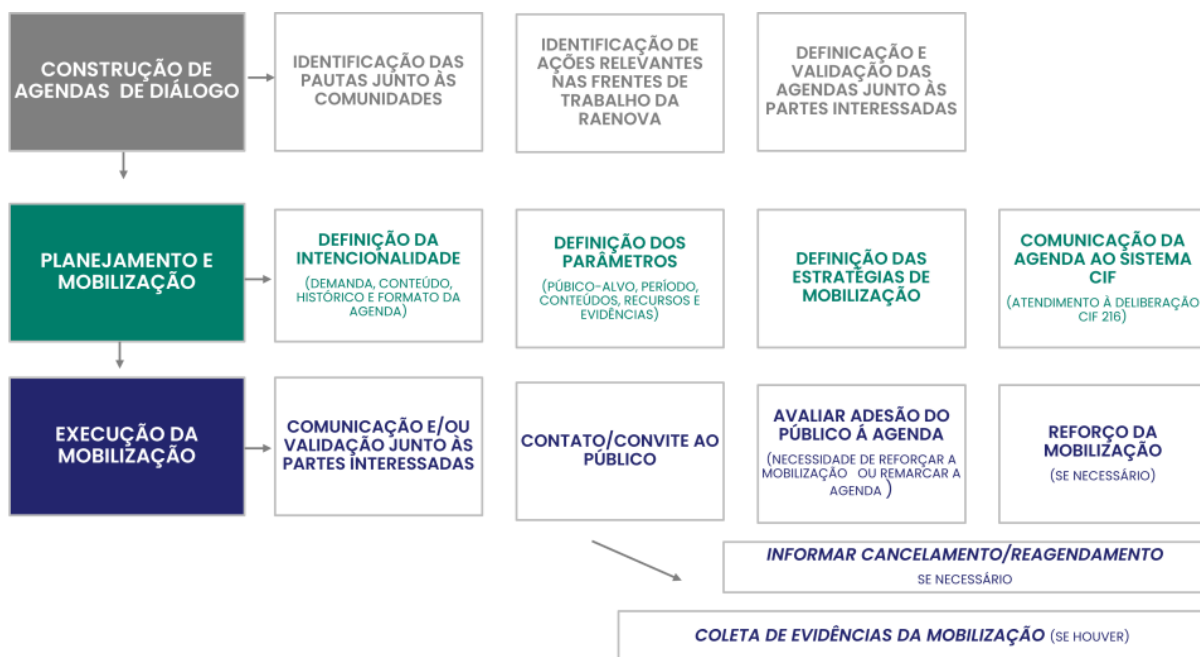 CONSTRUÇÃO DE
AGENDAS DE DIÁLOGO
IDENTIFICAÇÃO DAS
PAUTAS JUNTO ÀS
COMUNIDADES
IDENTIFICAÇÃO DE
AÇÕES RELEVANTES
NAS FRENTES DE
TRABALHO DA
RAENOVA
DEFINICAÇÃO E
VALIDAÇÃO DAS
AGENDAS JUNTO ÀS
PARTES INTERESSADAS
PLANEJAMENTO E
MOBILIZAÇÃO
DEFINIÇÃO DA
INTENCIONALIDADE
(DEMANDA, CONTEÚDO,
HISTÓRICO E FORMATO DA
AGENDA)
DEFINIÇÃO DOS
PARÂMETROS
(PÚBICO-ALVO, PERÍODO,
CONTEÚDOS, RECURSOS E
EVIDÊNCIAS)
DEFINIÇÃO DAS
ESTRATÉGIAS DE
MOBILIZAÇÃO
COMUNICAÇÃO DA
AGENDA AO SISTEMA
CIF
(ATENDIMENTO À DELIBERAÇÃO
CIF 216)
EXECUÇÃO DA
MOBILIZAÇÃO
COMUNICAÇÃO E/OU
VALIDAÇÃO JUNTO ÀS
PARTES INTERESSADAS
CONTATO/CONVITE AO
PÚBLICO
AVALIAR ADESÃO DO
PÚBLICO Á AGENDA
(NECESSIDADE DE REFORÇAR A
MOBILIZAÇÃO OU REMARCAR A
AGENDA )
REFORÇO DA
MOBILIZAÇÃO
(SE NECESSÁRIO)
INFORMAR CANCELAMENTO/REAGENDAMENTO
SE NECESSÁRIO
COLETA DE EVIDÊNCIAS DA MOBILIZAÇÃO (SE HOUVER)